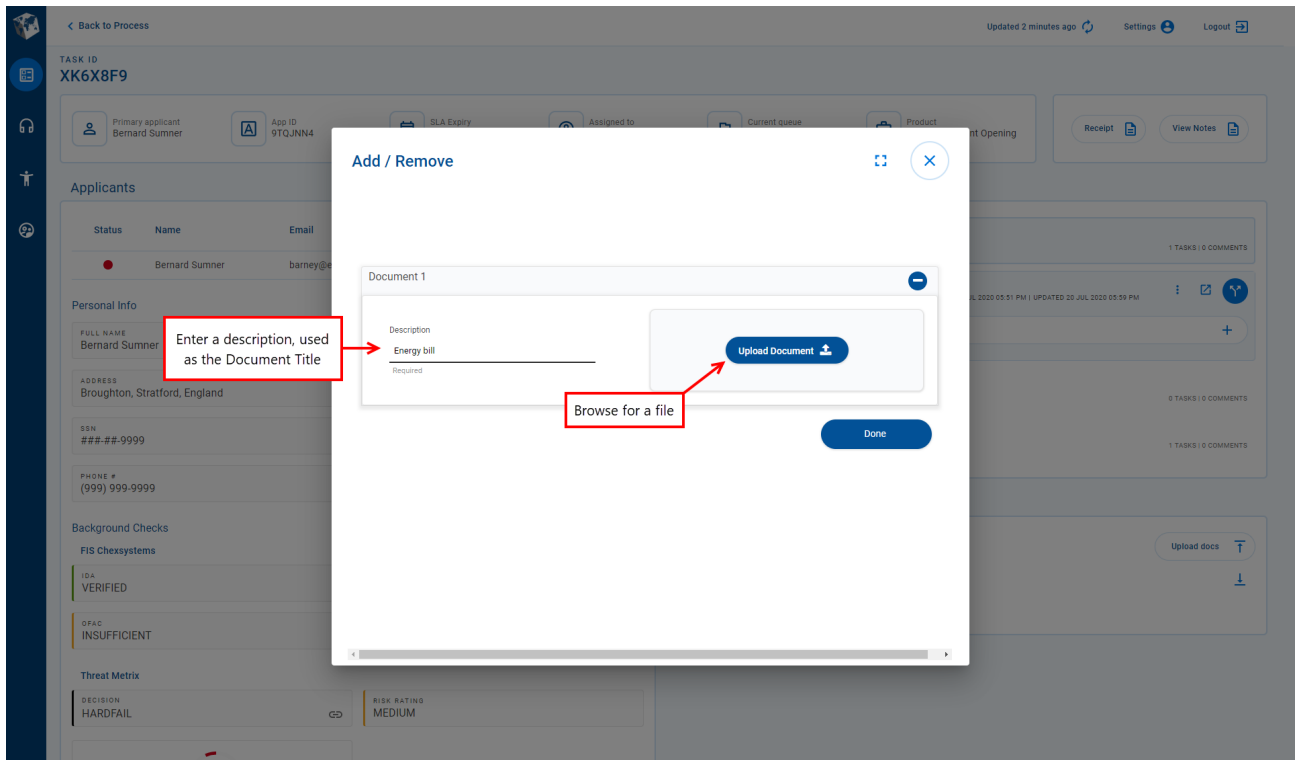 Back to Process
Updated 2 minutes ago
Settings
Logout
TASK ID
XK6X8F9
Primary applicant
Bernard Sumner
App ID
9TQJNN4
SLA Expiry
Assigned to
Current queue
Product
nt Opening
Receipt
View Notes
Add / Remove
Applicants
Status Name Email
Bernard Sumner barney@e
1 TASKS | 0 COMMENTS
Document 1
JL 2020 05:51 PM | UPDATED 20 JUL 2020 05:59 PM
Personal Info
FULL NAME
Bernard Sumner
Enter a description, used
as the Document Title
Description
Energy bill
Required
Upload Document
Browse for a file
Done
ADDRESS
Broughton, Stratford, England
0 TASKS | 0 COMMENTS
SSN
###-##-9999
1 TASKS | 0 COMMENTS
PHONE #
(999) 999-9999
Background Checks
FIS Chexsystems
Upload docs
IDA
VERIFIED
OFAC
INSUFFICIENT
Threat Metrix
DECISION
HARDFAIL
RISK RATING
MEDIUM